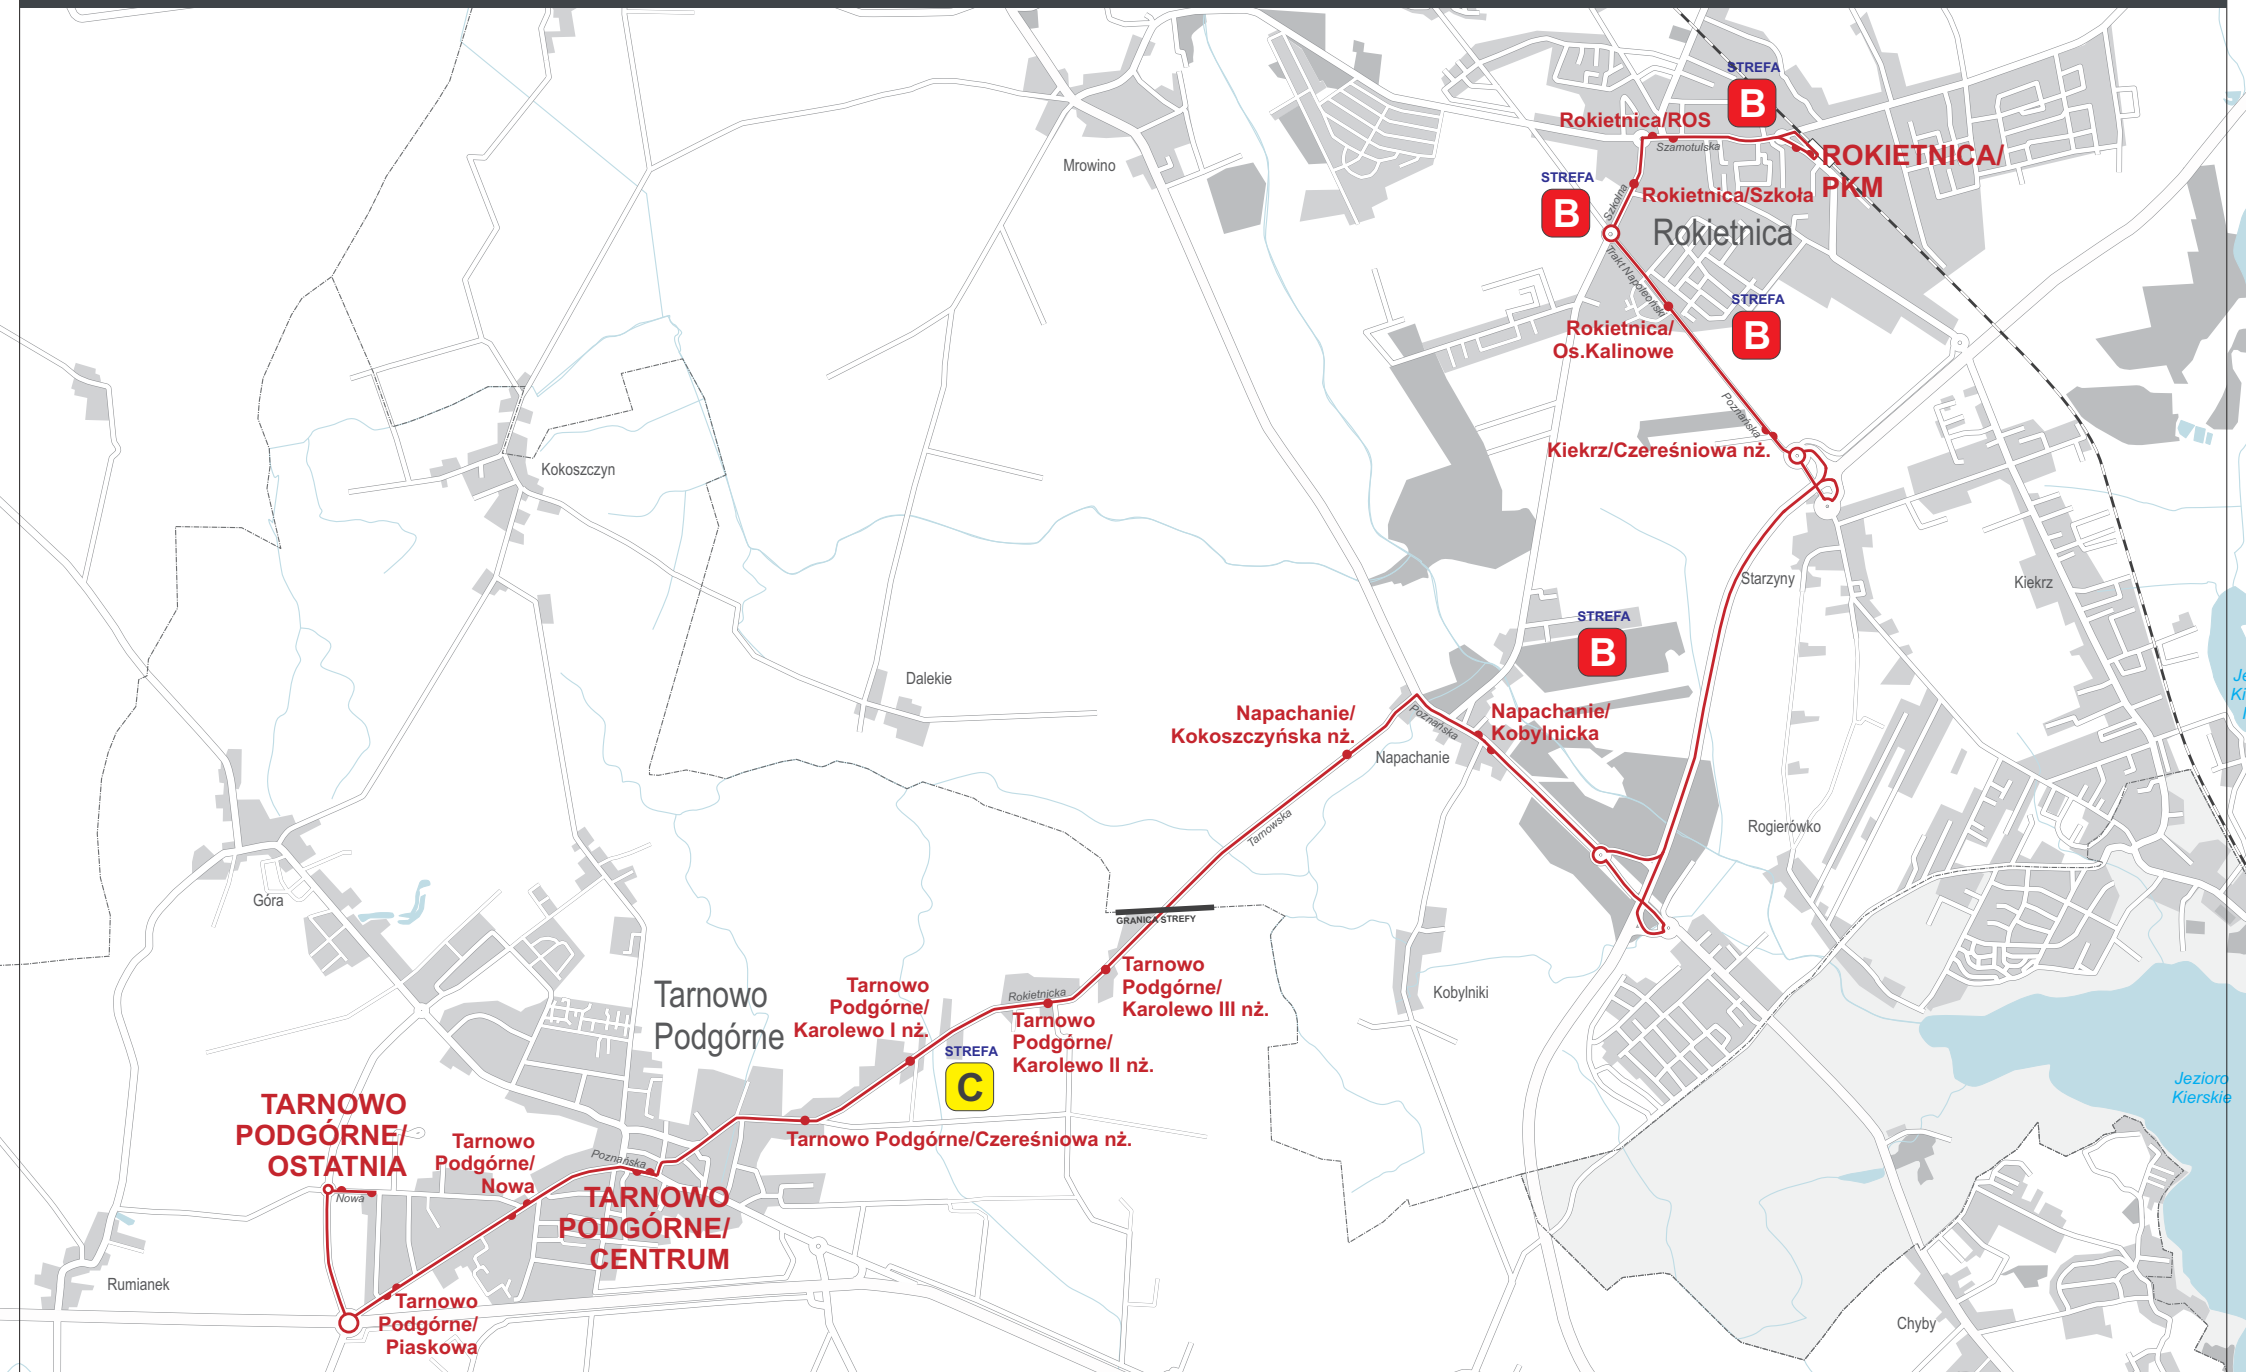 STREFA
B
Rokietnica/ROS
Szamotulska
ROKIETNICA/
PKM
Mrowino
STREFA
B
Szkolna
Rokietnica/Szkoła
Rokietnica
Trakt Napoleoński
STREFA
B
Rokietnica/
Os.Kalinowe
Poznańska
Kiekrz/Czereśniowa nż.
Kokoszczyn
Starzyny
Kiekrz
STREFA
B
Dalekie
Napachanie/
Kokoszczyńska nż.
Poznańska
Napachanie/
Kobylnicka
Napachanie
Tarnowska
Rogierówko
Góra
GRANICA STREFY
Tarnowo
Podgórne
Tarnowo
Podgórne/
Karolewo I nż.
Rokietnicka
Tarnowo
Podgórne/
Karolewo III nż.
Tarnowo
Podgórne/
Karolewo II nż.
Kobylniki
STREFA
C
Jezioro
Kierskie
TARNOWO
PODGÓRNE/
OSTATNIA
Nowa
Tarnowo
Podgórne/
Nowa
Poznańska
Tarnowo Podgórne/Czereśniowa nż.
TARNOWO
PODGÓRNE/
CENTRUM
Rumianek
Tarnowo
Podgórne/
Piaskowa
Chyby